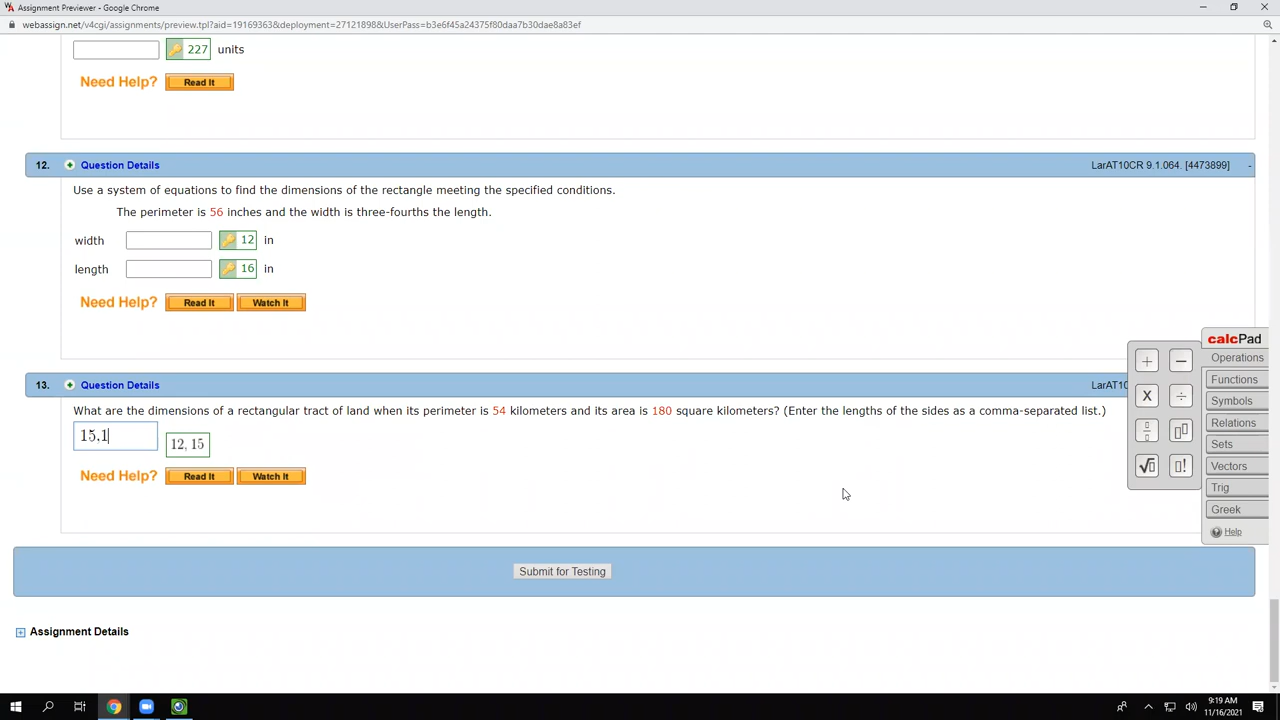 Assignment Previewer - Google Chrome
webassign.net/v4cgi/assignments/preview.tpl?aid=19169363&deployment=27121898&UserPass=b3e6f45a24375f80daa7b30dae8a83ef
227 units
Need Help? Read It
12. Question Details LarAT10CR 9.1.064. [4473899] -
Use a system of equations to find the dimensions of the rectangle meeting the specified conditions.
The perimeter is 56 inches and the width is three-fourths the length.
width 12 in
length 16 in
Need Help? Read It Watch It
13. Question Details LarAT10
What are the dimensions of a rectangular tract of land when its perimeter is 54 kilometers and its area is 180 square kilometers? (Enter the lengths of the sides as a comma-separated list.)
15,1 12, 15
Need Help? Read It Watch It
calcPad
Operations
Functions
Symbols
Relations
Sets
Vectors
Trig
Greek
Help
+ −
X ÷
√ !
Submit for Testing
Assignment Details
9:19 AM
11/16/2021